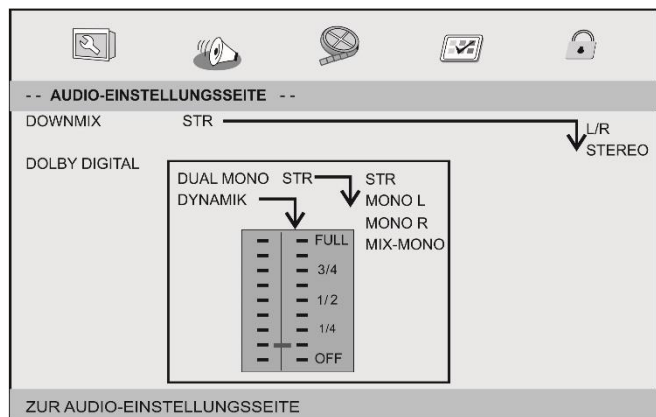 -- AUDIO-EINSTELLUNGSSEITE --
DOWNMIX STR L/R
STEREO
DOLBY DIGITAL
DUAL MONO STR STR
DYNAMIK MONO L
MONO R
FULL MIX-MONO
3/4
1/2
1/4
OFF
ZUR AUDIO-EINSTELLUNGSSEITE